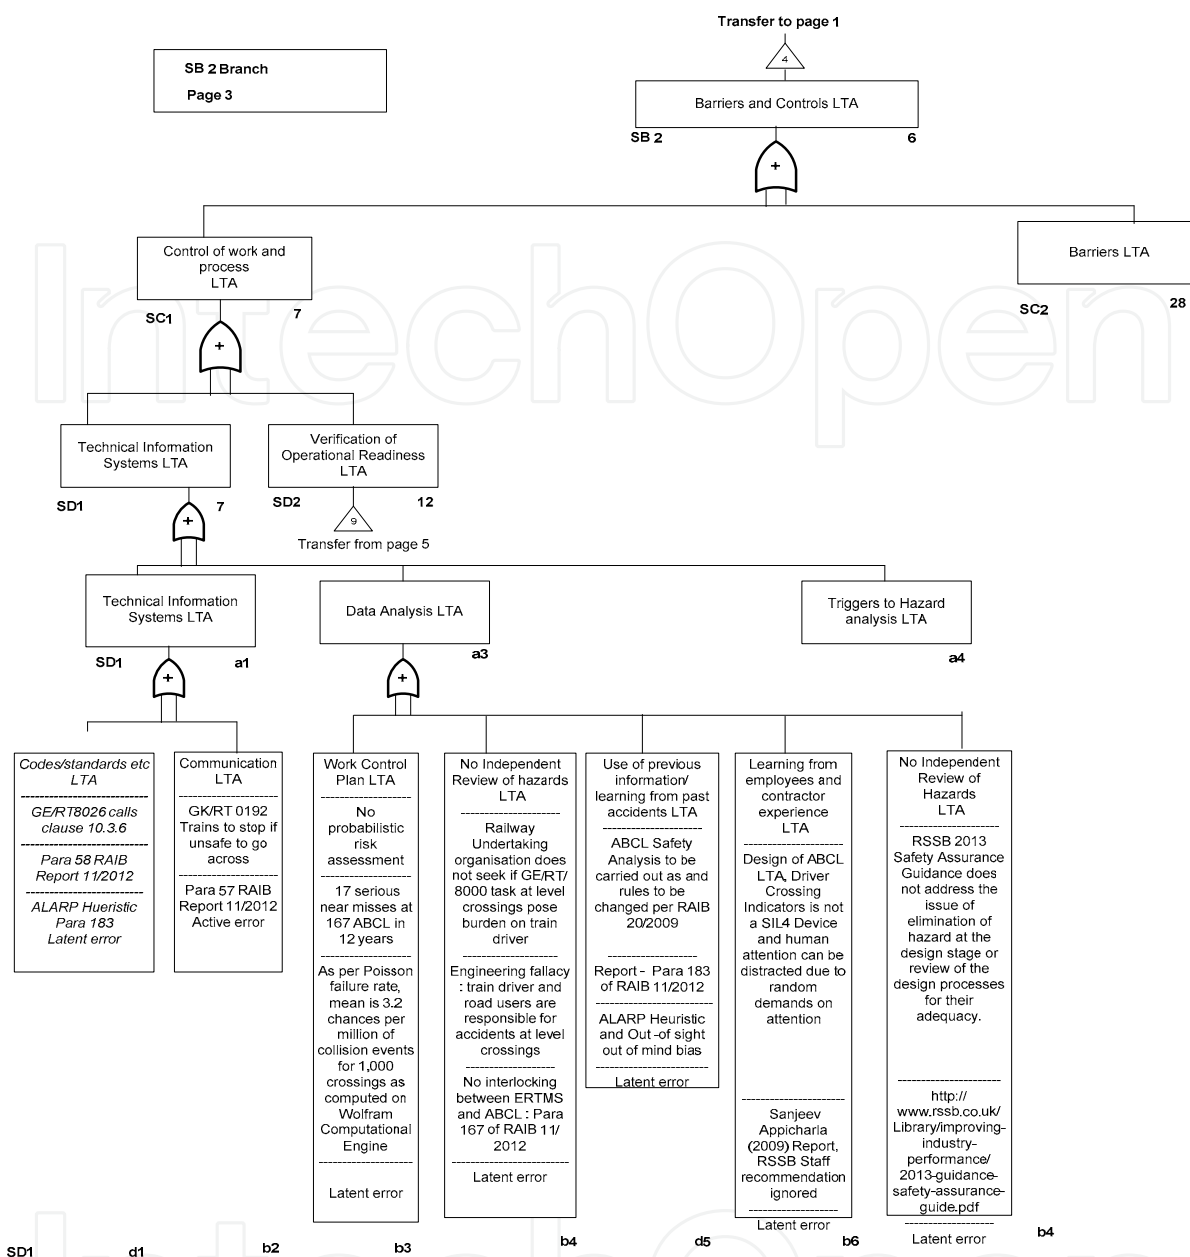 Transfer to page 1
4
SB 2 Branch
Page 3
Barriers and Controls LTA
SB 2
6
+
Control of work and
process
LTA
SC1
7
+
Barriers LTA
SC2
28
Technical Information
Systems LTA
SD1
7
+
Verification of
Operational Readiness
LTA
SD2
12
9
Transfer from page 5
Technical Information
Systems LTA
SD1
a1
+
Data Analysis LTA
a3
+
Triggers to Hazard
analysis LTA
a4
Codes/standards etc
LTA
GE/RT8026 calls
clause 10.3.6
Para 58 RAIB
Report 11/2012
ALARP Hueristic
Para 183
Latent error
Communication
LTA
GK/RT 0192
Trains to stop if
unsafe to go
across
Para 57 RAIB
Report 11/2012
Active error
Work Control
Plan LTA
No
probabilistic
risk
assessment
17 serious
near misses at
167 ABCL in
12 years
As per Poisson
failure rate,
mean is 3.2
chances per
million of
collision events
for 1,000
crossings as
computed on
Wolfram
Computational
Engine
Latent error
No Independent
Review of hazards
LTA
Railway
Undertaking
organisation does
not seek if GE/RT/
8000 task at level
crossings pose
burden on train
driver
Engineering fallacy
: train driver and
road users are
responsible for
accidents at level
crossings
No interlocking
between ERTMS
and ABCL : Para
167 of RAIB 11/
2012
Latent error
Use of previous
information/
learning from past
accidents LTA
ABCL Safety
Analysis to be
carried out as and
rules to be
changed per RAIB
20/2009
Report - Para 183
of RAIB 11/2012
ALARP Heuristic
and Out -of sight
out of mind bias
Latent error
Learning from
employees and
contractor
experience
LTA
Design of ABCL
LTA, Driver
Crossing
Indicators is not
a SIL4 Device
and human
attention can be
distracted due to
random
demands on
attention
Sanjeev
Appicharla
(2009) Report,
RSSB Staff
recommendation
ignored
Latent error
No Independent
Review of
Hazards
LTA
RSSB 2013
Safety Assurance
Guidance does
not address the
issue of
elimination of
hazard at the
design stage or
review of the
design processes
for their
adequacy.
http://
www.rssb.co.uk/
Library/improving-
industry-
performance/
2013-guidance-
safety-assurance-
guide.pdf
Latent error
SD1
d1
b2
b3
b4
d5
b6
b4
IntechOpen